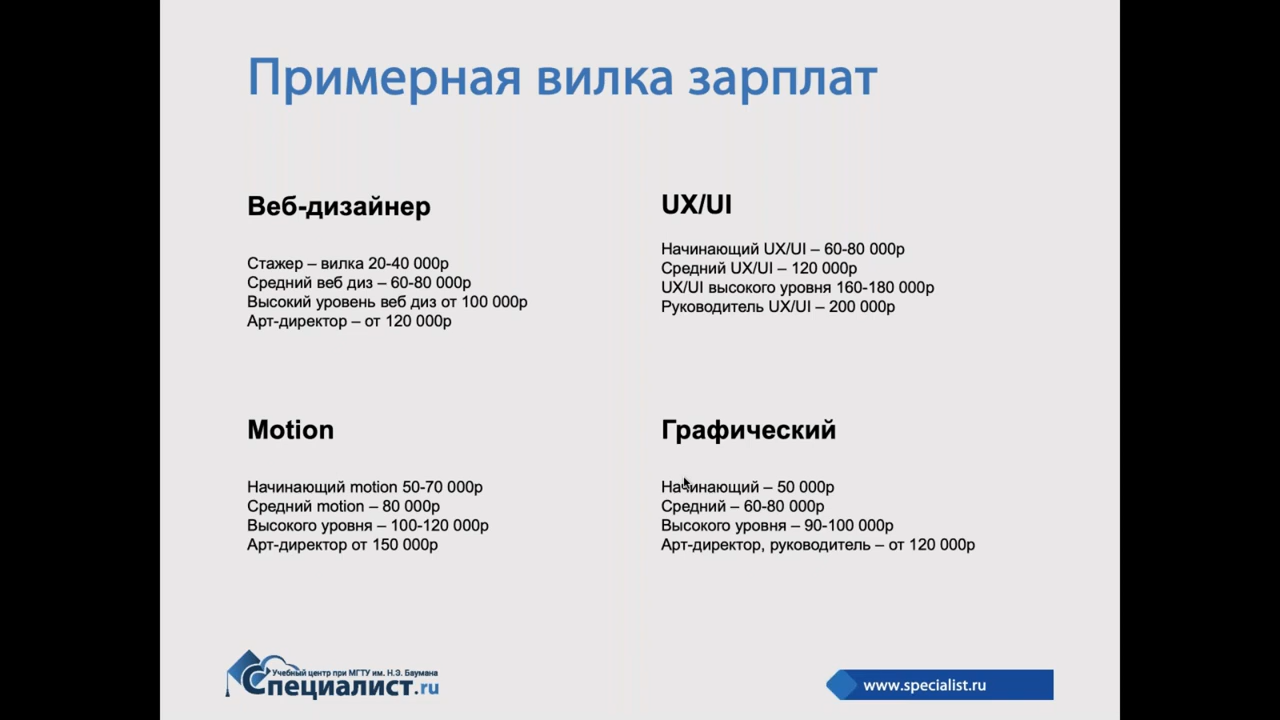 Примерная вилка зарплат
Веб-дизайнер
Стажер – вилка 20-40 000р
Средний веб диз – 60-80 000р
Высокий уровень веб диз от 100 000р
Арт-директор – от 120 000р
UX/UI
Начинающий UX/UI – 60-80 000р
Средний UX/UI – 120 000р
UX/UI высокого уровня 160-180 000р
Руководитель UX/UI – 200 000р
Motion
Начинающий motion 50-70 000р
Средний motion – 80 000р
Высокого уровня – 100-120 000р
Арт-директор от 150 000р
Графический
Начинающий – 50 000р
Средний – 60-80 000р
Высокого уровня – 90-100 000р
Арт-директор, руководитель – от 120 000р
Учебный центр при МГТУ им. Н.Э. Баумана
Специалист.ru
www.specialist.ru